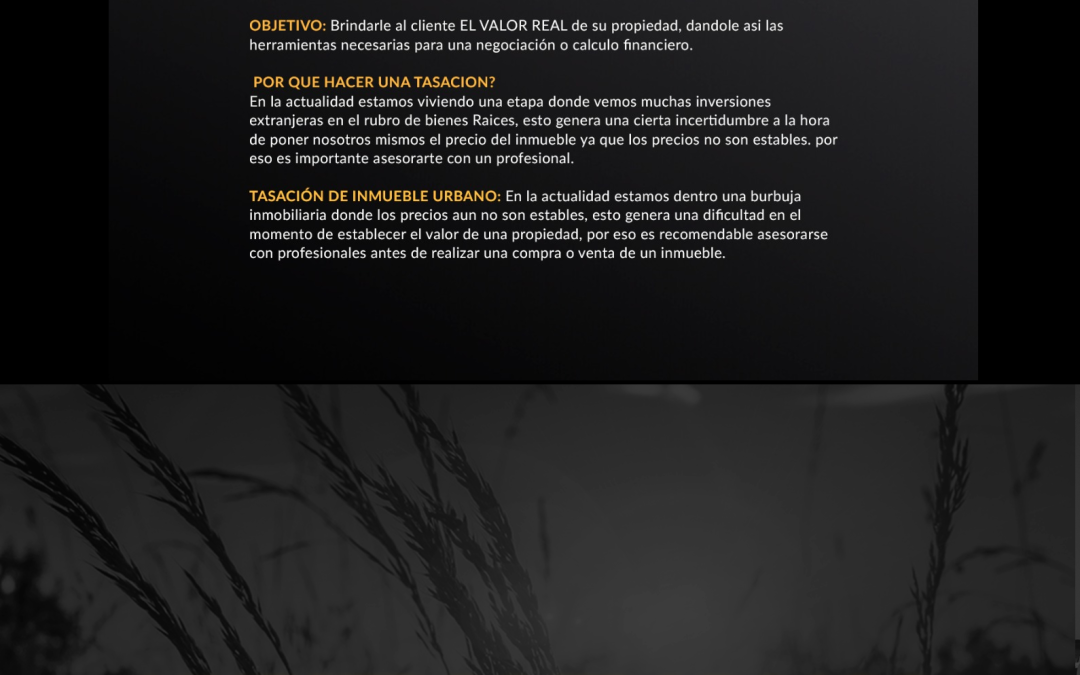 OBJETIVO: Brindarle al cliente EL VALOR REAL de su propiedad, dandole asi las
herramientas necesarias para una negociación o calculo financiero.
POR QUE HACER UNA TASACION?
En la actualidad estamos viviendo una etapa donde vemos muchas inversiones
extranjeras en el rubro de bienes Raices, esto genera una cierta incertidumbre a la hora
de poner nosotros mismos el precio del inmueble ya que los precios no son estables. por
eso es importante asesorarte con un profesional.
TASACIÓN DE INMUEBLE URBANO: En la actualidad estamos dentro una burbuja
inmobiliaria donde los precios aun no son estables, esto genera una dificultad en el
momento de establecer el valor de una propiedad, por eso es recomendable asesorarse
con profesionales antes de realizar una compra o venta de un inmueble.